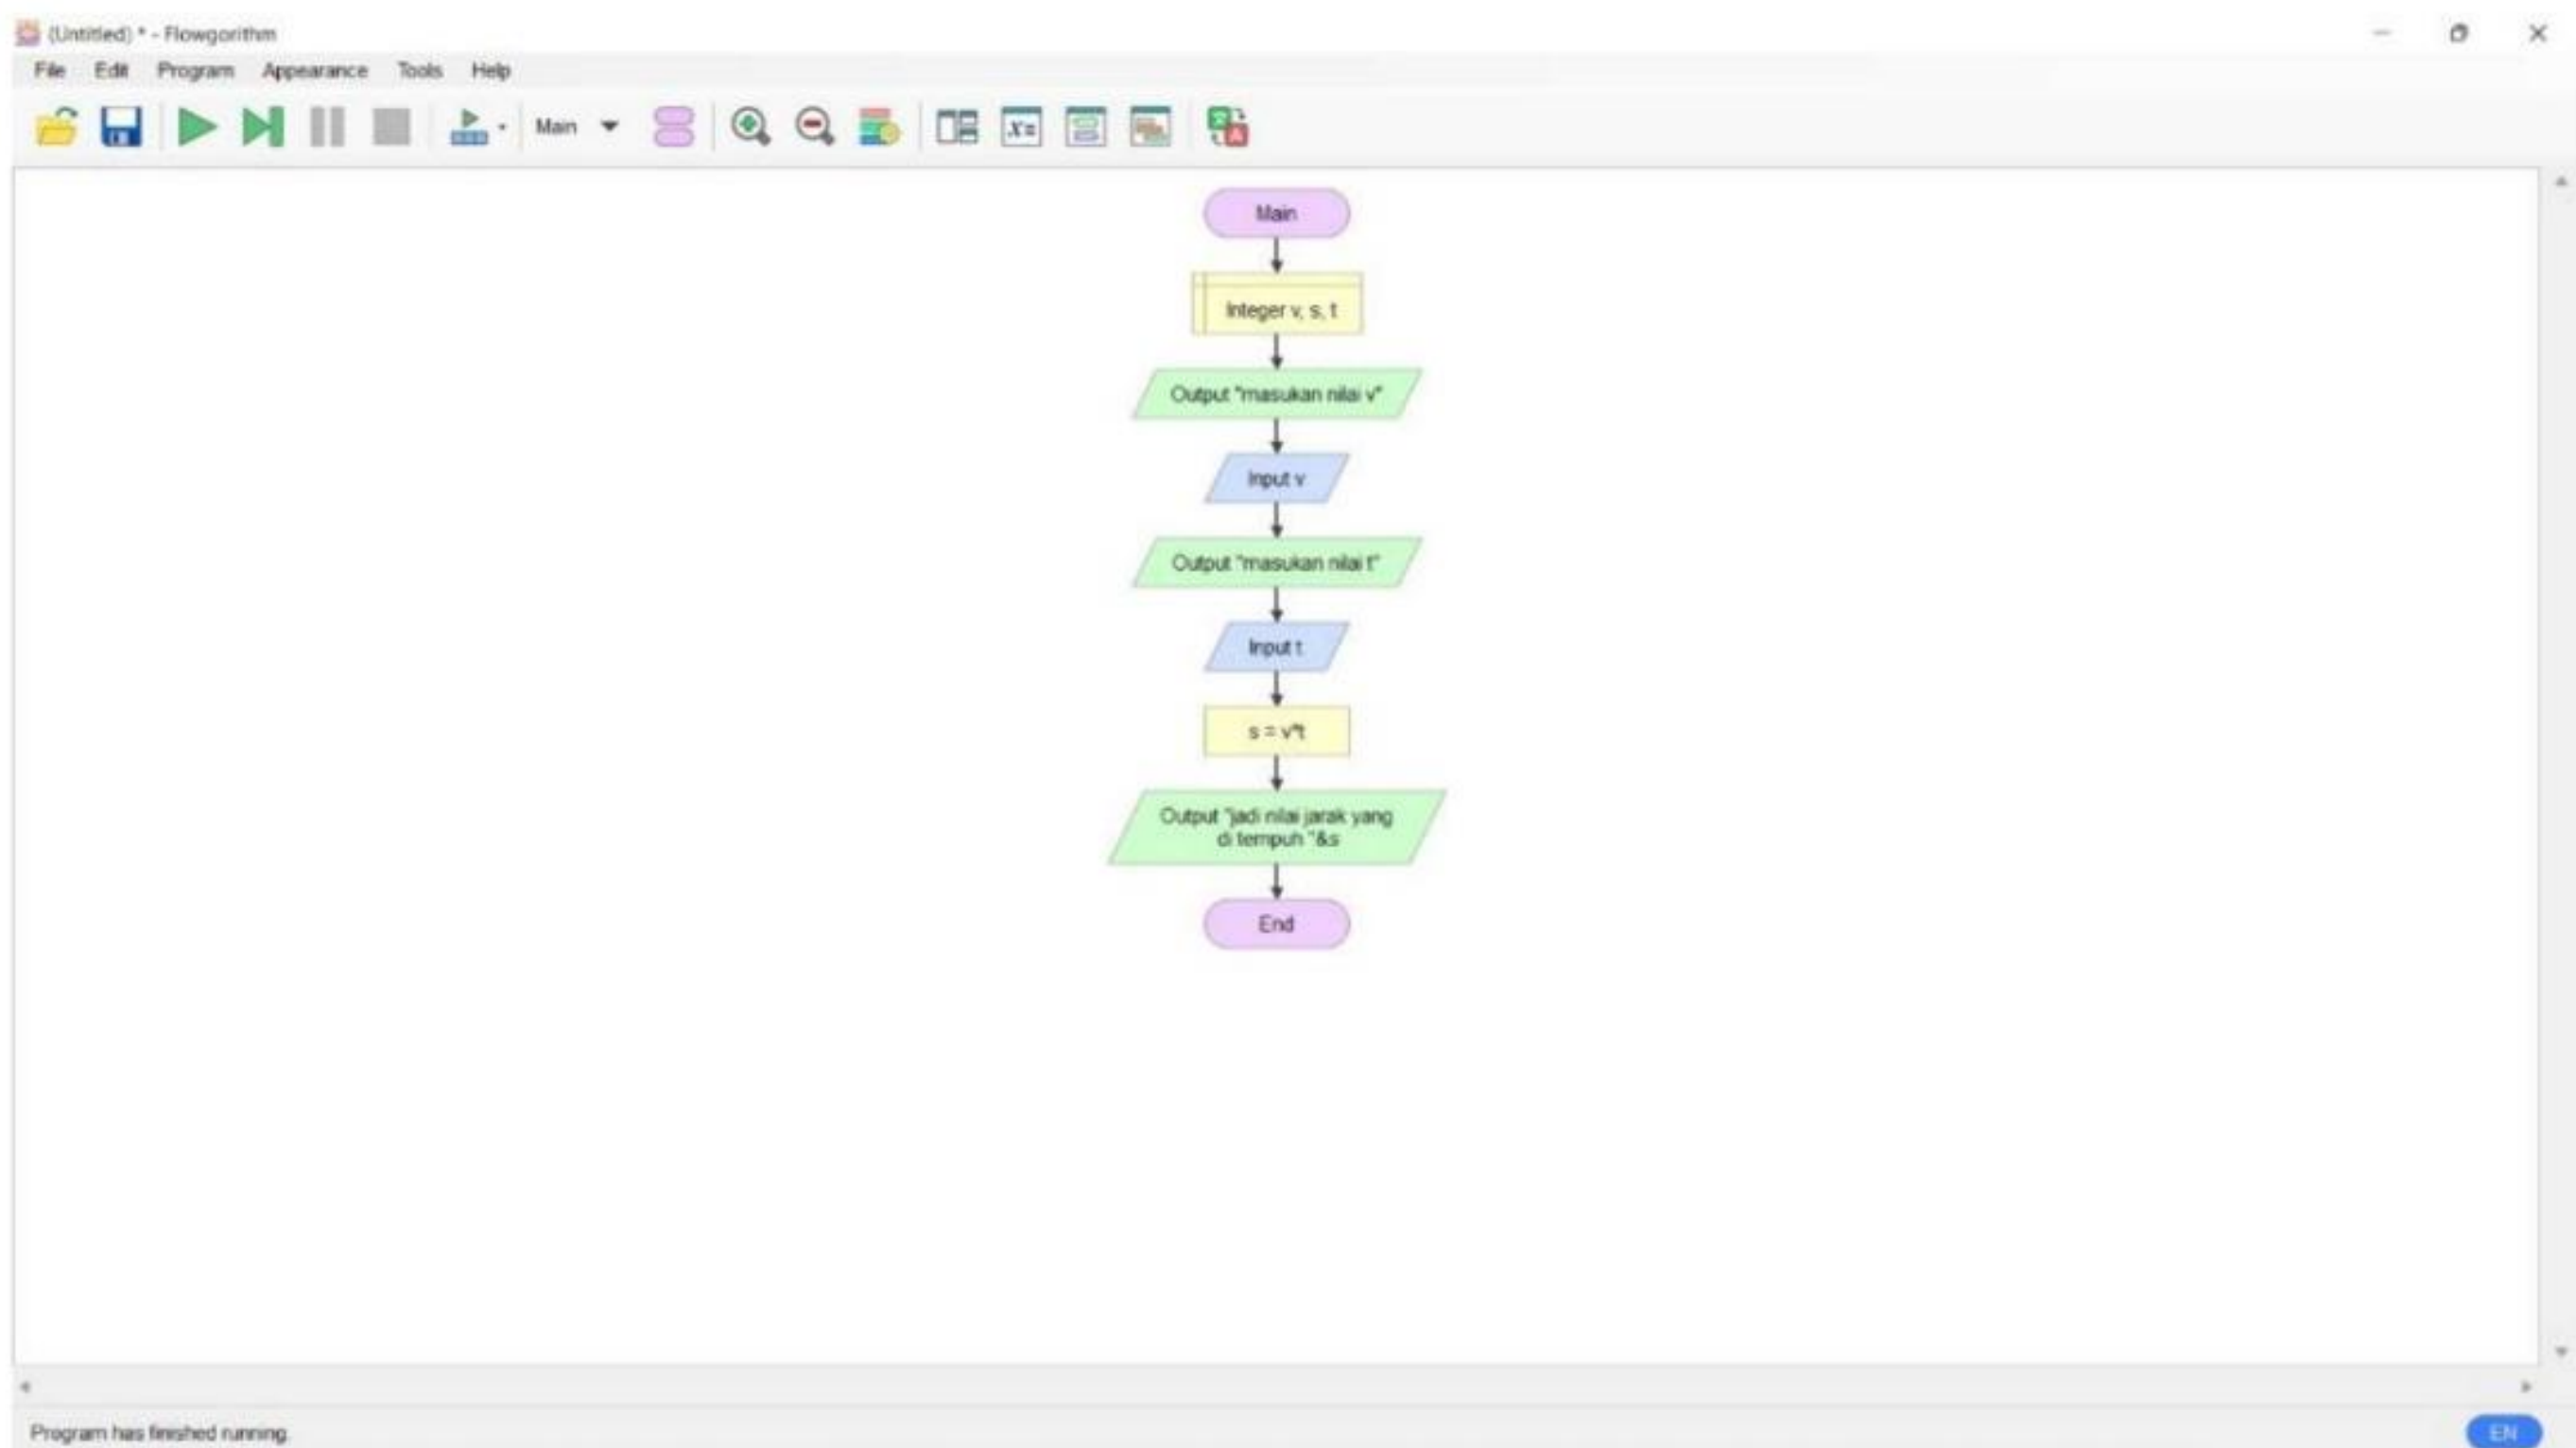 (Untitled) * - Flowgorithm
File Edit Program Appearance Tools Help
Main
X=
A
Main
Integer v, s, t
Output "masukan nilai v"
Input v
Output "masukan nilai t"
Input t
s = v*t
Output "jadi nilai jarak yang
di tempuh "&s
End
Program has finished running.
EN